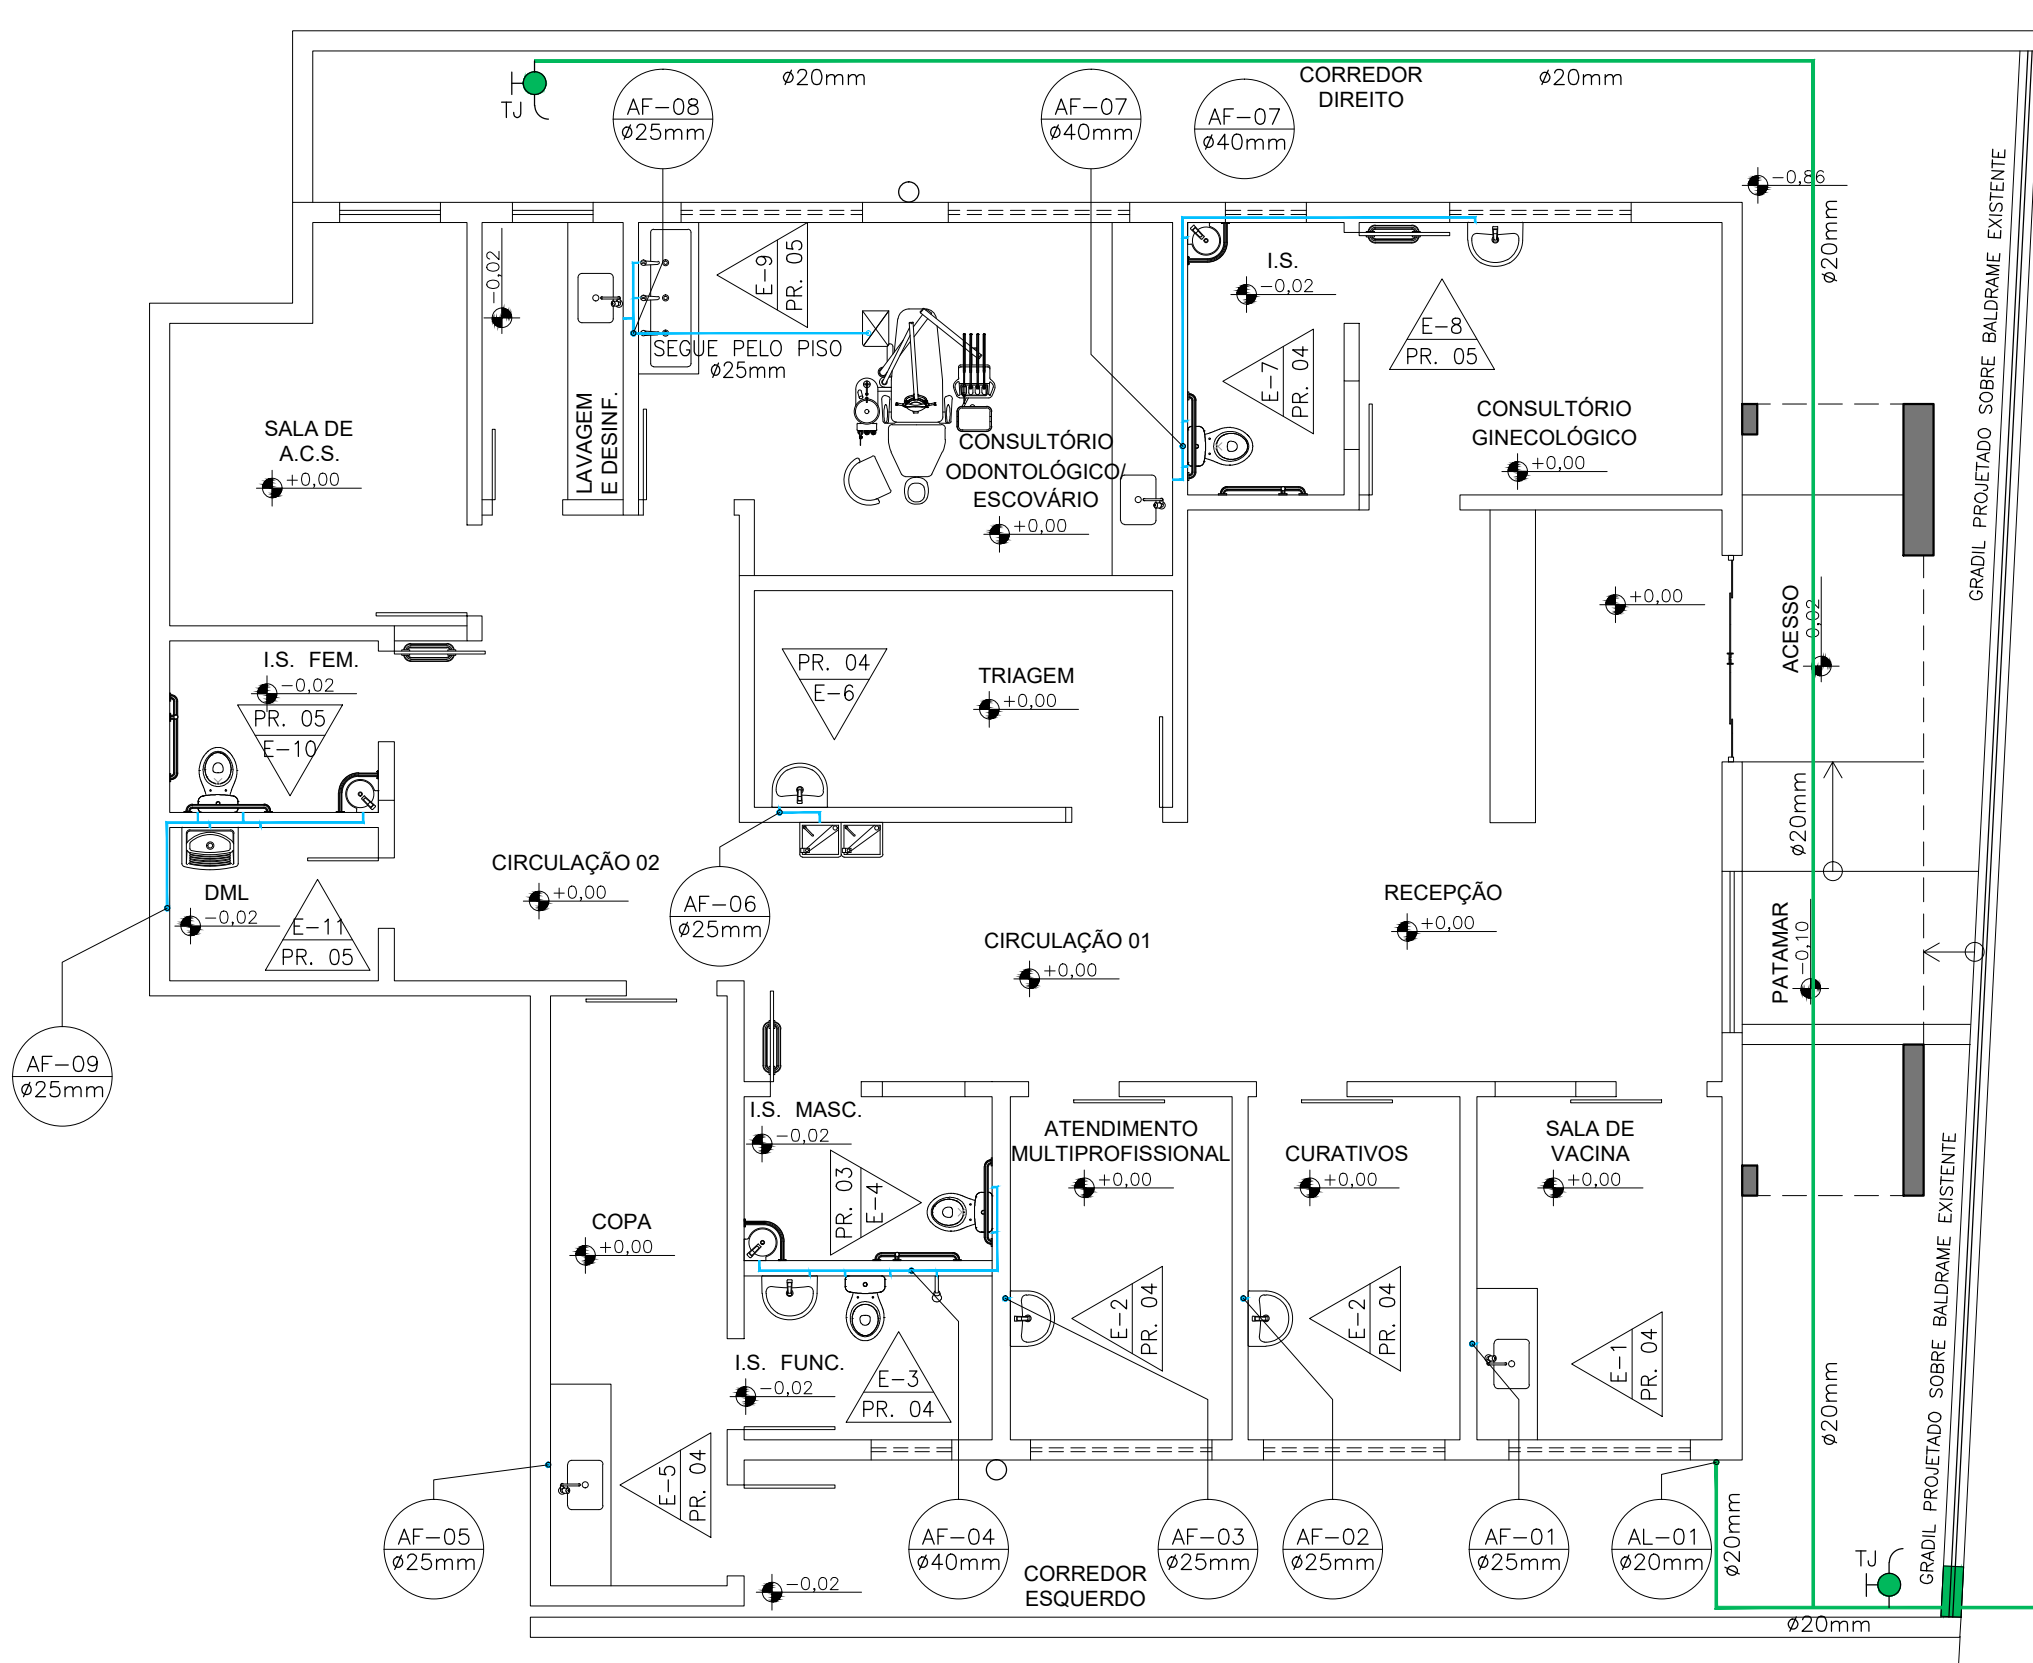 ø20mm
CORREDOR
DIREITO
ø20mm
TJ
AF-08
ø25mm
AF-07
ø40mm
AF-07
ø40mm
-0,86
ø20mm
GRADIL PROJETADO SOBRE BALDRAME EXISTENTE
-0,02
E-9
PR. 05
I.S.
-0,02
E-8
PR. 05
SEGUE PELO PISO
ø25mm
E-7
PR. 04
LAVAGEM
E DESINF.
SALA DE
A.C.S.
+0,00
CONSULTÓRIO
ODONTOLÓGICO/
ESCOVÁRIO
+0,00
CONSULTÓRIO
GINECOLÓGICO
+0,00
+0,00
ACESSO
0,02
I.S. FEM.
-0,02
PR. 05
E-10
PR. 04
E-6
TRIAGEM
+0,00
ø20mm
DML
-0,02
E-11
PR. 05
CIRCULAÇÃO 02
+0,00
AF-06
ø25mm
CIRCULAÇÃO 01
+0,00
RECEPÇÃO
+0,00
PATAMAR
-0,10
AF-09
ø25mm
I.S. MASC.
-0,02
PR. 03
E-4
ATENDIMENTO
MULTIPROFISSIONAL
+0,00
CURATIVOS
+0,00
SALA DE
VACINA
+0,00
GRADIL PROJETADO SOBRE BALDRAME EXISTENTE
COPA
+0,00
E-2
PR. 04
E-2
PR. 04
E-1
PR. 04
I.S. FUNC.
-0,02
E-3
PR. 04
ø20mm
E-5
PR. 04
AF-05
ø25mm
AF-04
ø40mm
AF-03
ø25mm
AF-02
ø25mm
AF-01
ø25mm
AL-01
ø20mm
ø20mm
TJ
CORREDOR
ESQUERDO
-0,02
ø20mm